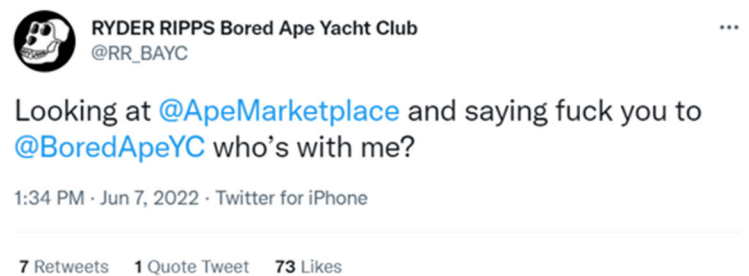 RYDER RIPPS Bored Ape Yacht Club
@RR_BAYC
Looking at @ApeMarketplace and saying fuck you to
@BoredApeYC who’s with me?
1:34 PM · Jun 7, 2022 · Twitter for iPhone
7 Retweets 1 Quote Tweet 73 Likes